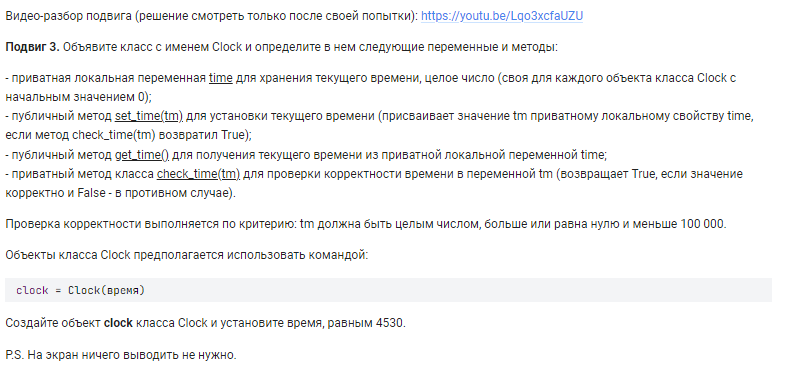 Видео-разбор подвига (решение смотреть только после своей попытки): https://youtu.be/Lqo3xcfaUZU
Подвиг 3. Объявите класс с именем Clock и определите в нем следующие переменные и методы:
- приватная локальная переменная time для хранения текущего времени, целое число (своя для каждого объекта класса Clock с
начальным значением 0);
- публичный метод set_time(tm) для установки текущего времени (присваивает значение tm приватному локальному свойству time,
если метод check_time(tm) возвратил True);
- публичный метод get_time() для получения текущего времени из приватной локальной переменной time;
- приватный метод класса check_time(tm) для проверки корректности времени в переменной tm (возвращает True, если значение
корректно и False - в противном случае).
Проверка корректности выполняется по критерию: tm должна быть целым числом, больше или равна нулю и меньше 100 000.
Объекты класса Clock предполагается использовать командой:
clock = Clock(время)
Создайте объект clock класса Clock и установите время, равным 4530.
P.S. На экран ничего выводить не нужно.